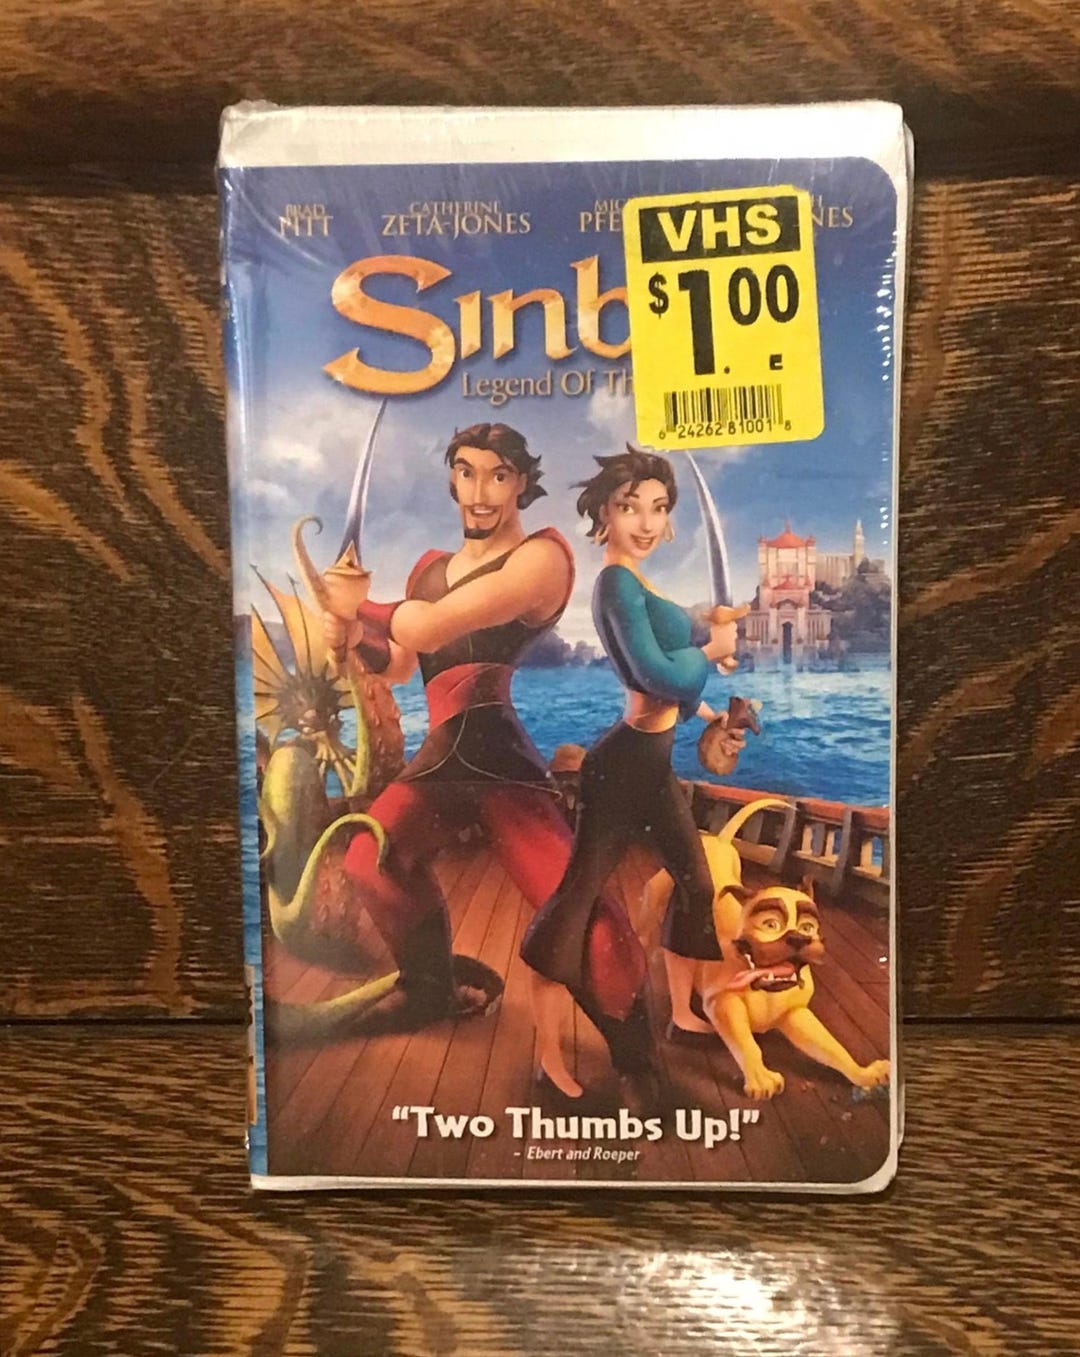 BRAD PITT CATHERINE ZETA-JONES
VHS
$1.00
E
6 24262 81001 8
Sinb
Legend Of Th
"Two Thumbs Up!"
- Ebert and Roeper